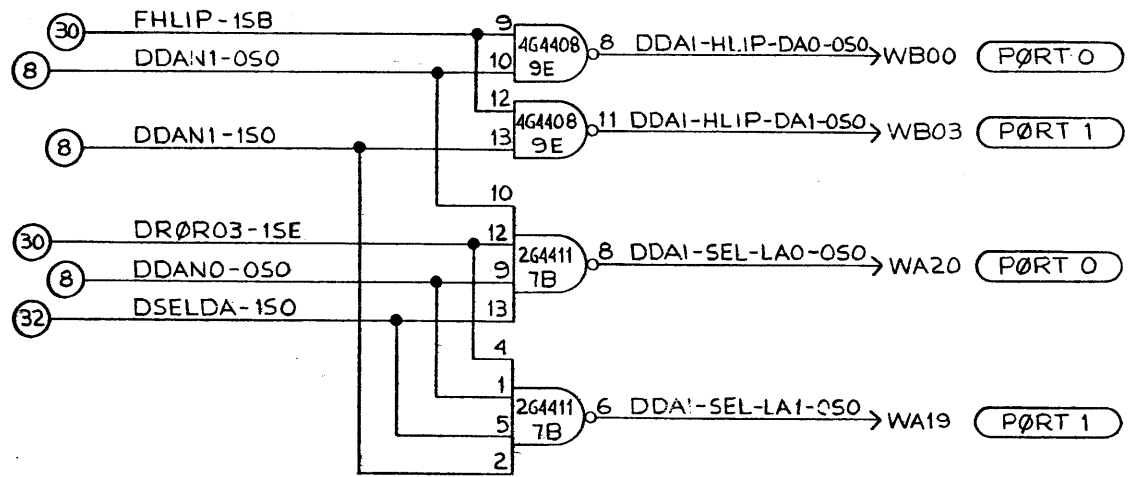 30 FHLIP-1SB 9 4G4408 9E 8 DDAI-HLIP-DA0-0S0 WB00 PØRT 0
8 DDAN1-0S0 10
12 4G4408 9E 11 DDAI-HLIP-DA1-0S0 WB03 PØRT 1
8 DDAN1-1S0 13
10
30 DRØR03-1SE 12 2G4411 7B 8 DDAI-SEL-LA0-0S0 WA20 PØRT 0
8 DDAN0-0S0 9
32 DSELDA-1S0 13
4
1 2G4411 7B 6 DDAI-SEL-LA1-0S0 WA19 PØRT 1
5
2